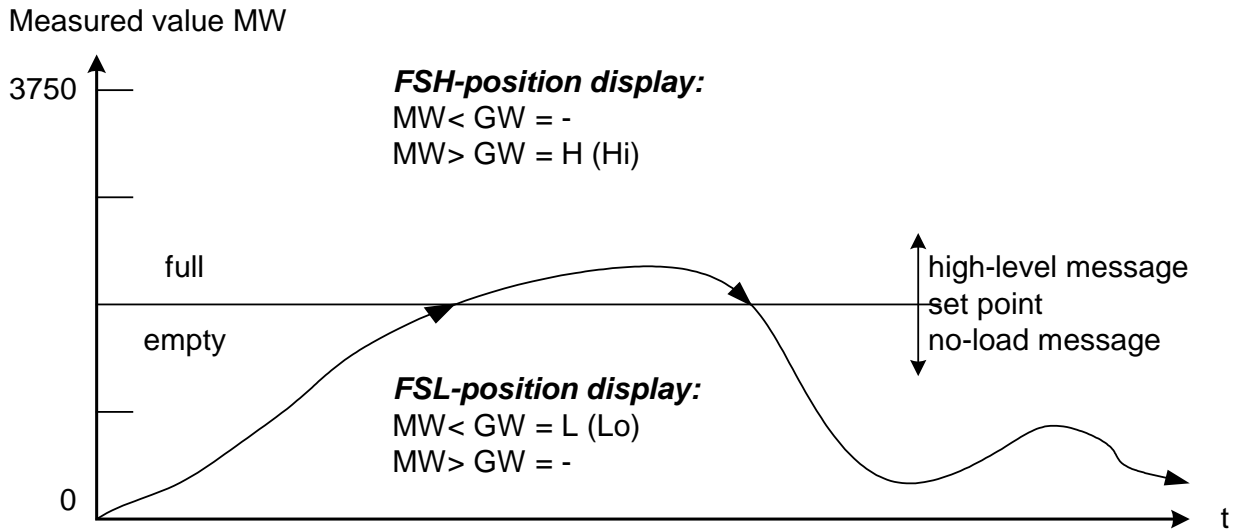 Measured value MW
3750
FSH-position display:
MW< GW = -
MW> GW = H (Hi)
full
high-level message
set point
empty
no-load message
FSL-position display:
MW< GW = L (Lo)
MW> GW = -
0
t